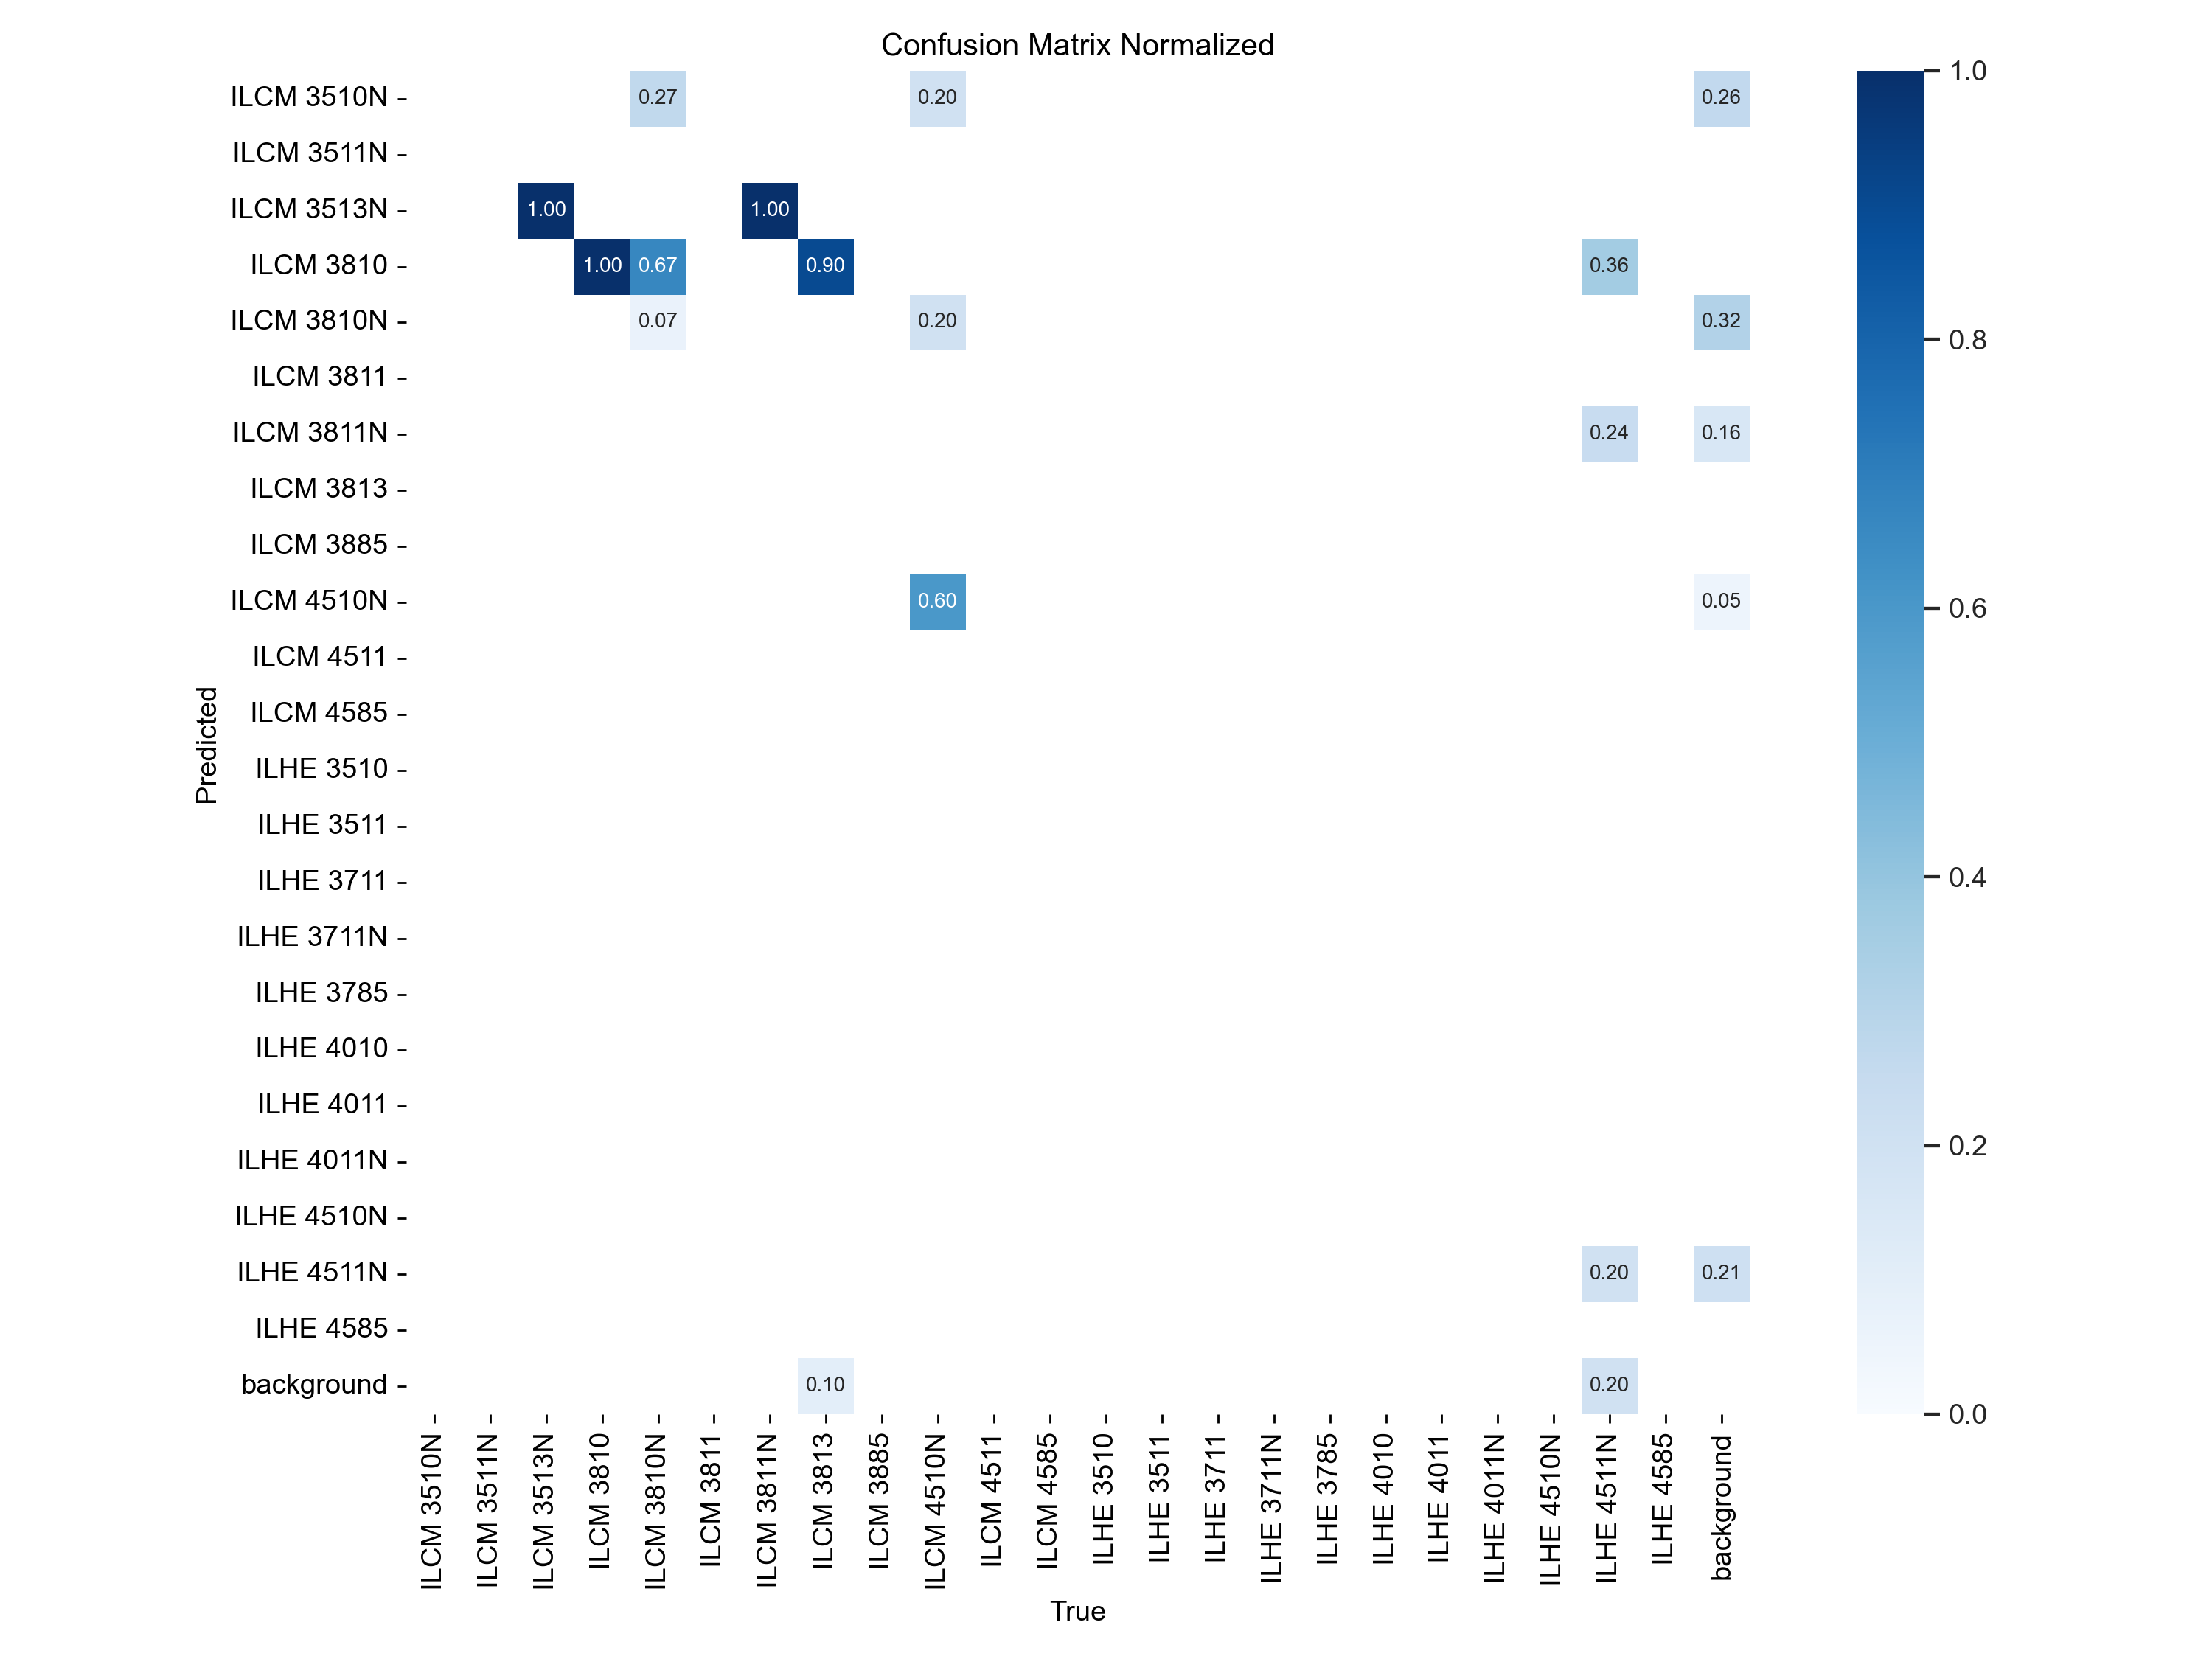 Confusion Matrix Normalized
ILCM 3510N
0.27
0.20
0.26
1.0
ILCM 3511N
ILCM 3513N
1.00
1.00
ILCM 3810
1.00
0.67
0.90
0.36
ILCM 3810N
0.07
0.20
0.32
0.8
ILCM 3811
ILCM 3811N
0.24
0.16
ILCM 3813
ILCM 3885
ILCM 4510N
0.60
0.05
0.6
ILCM 4511
ILCM 4585
Predicted
ILHE 3510
ILHE 3511
ILHE 3711
0.4
ILHE 3711N
ILHE 3785
ILHE 4010
ILHE 4011
ILHE 4011N
0.2
ILHE 4510N
ILHE 4511N
0.20
0.21
ILHE 4585
background
0.10
0.20
0.0
ILCM 3510N
ILCM 3511N
ILCM 3513N
ILCM 3810
ILCM 3810N
ILCM 3811
ILCM 3811N
ILCM 3813
ILCM 3885
ILCM 4510N
ILCM 4511
ILCM 4585
ILHE 3510
ILHE 3511
ILHE 3711
ILHE 3711N
ILHE 3785
ILHE 4010
ILHE 4011
ILHE 4011N
ILHE 4510N
ILHE 4511N
ILHE 4585
background
True